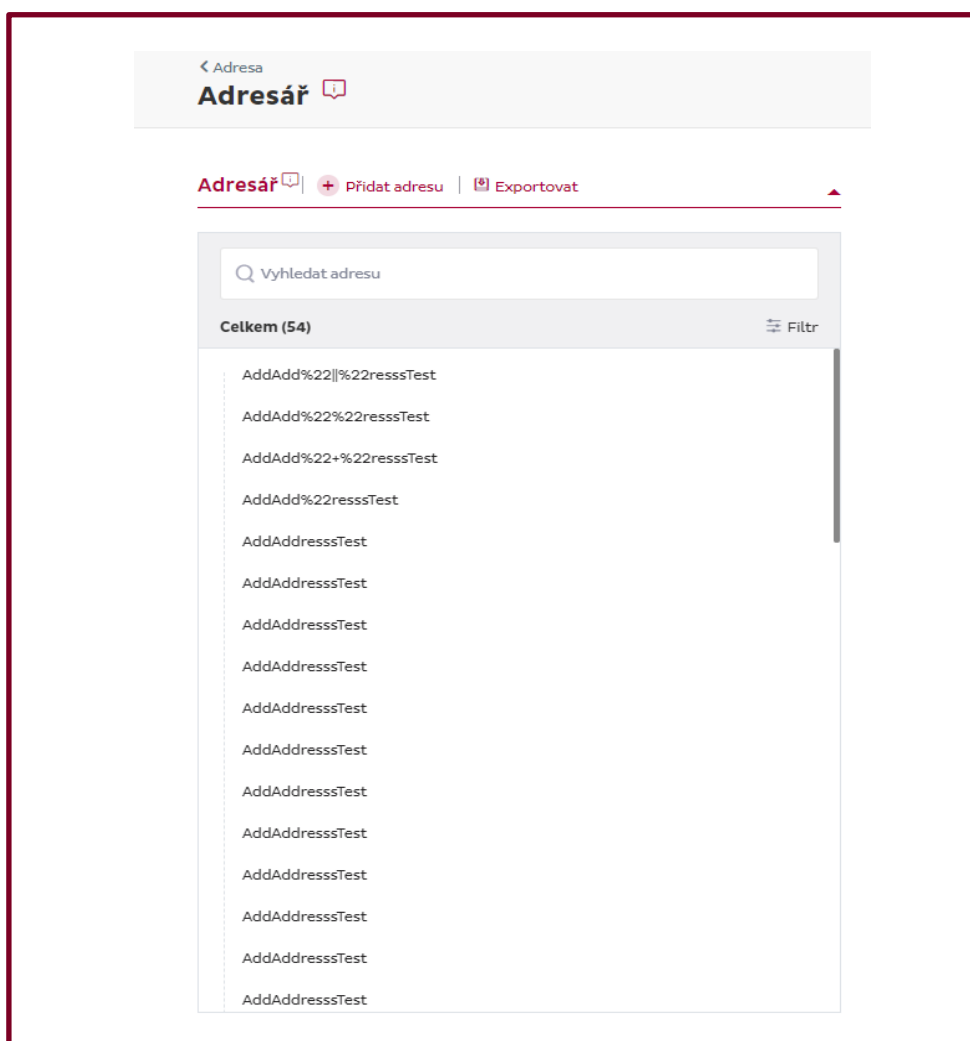 Adresa
Adresář
Adresář Přidat adresu Exportovat
Vyhledat adresu
Celkem (54) Filtr
AddAdd%22||%22resssTest
AddAdd%22%22resssTest
AddAdd%22+%22resssTest
AddAdd%22resssTest
AddAddresssTest
AddAddresssTest
AddAddresssTest
AddAddresssTest
AddAddresssTest
AddAddresssTest
AddAddresssTest
AddAddresssTest
AddAddresssTest
AddAddresssTest
AddAddresssTest
AddAddresssTest